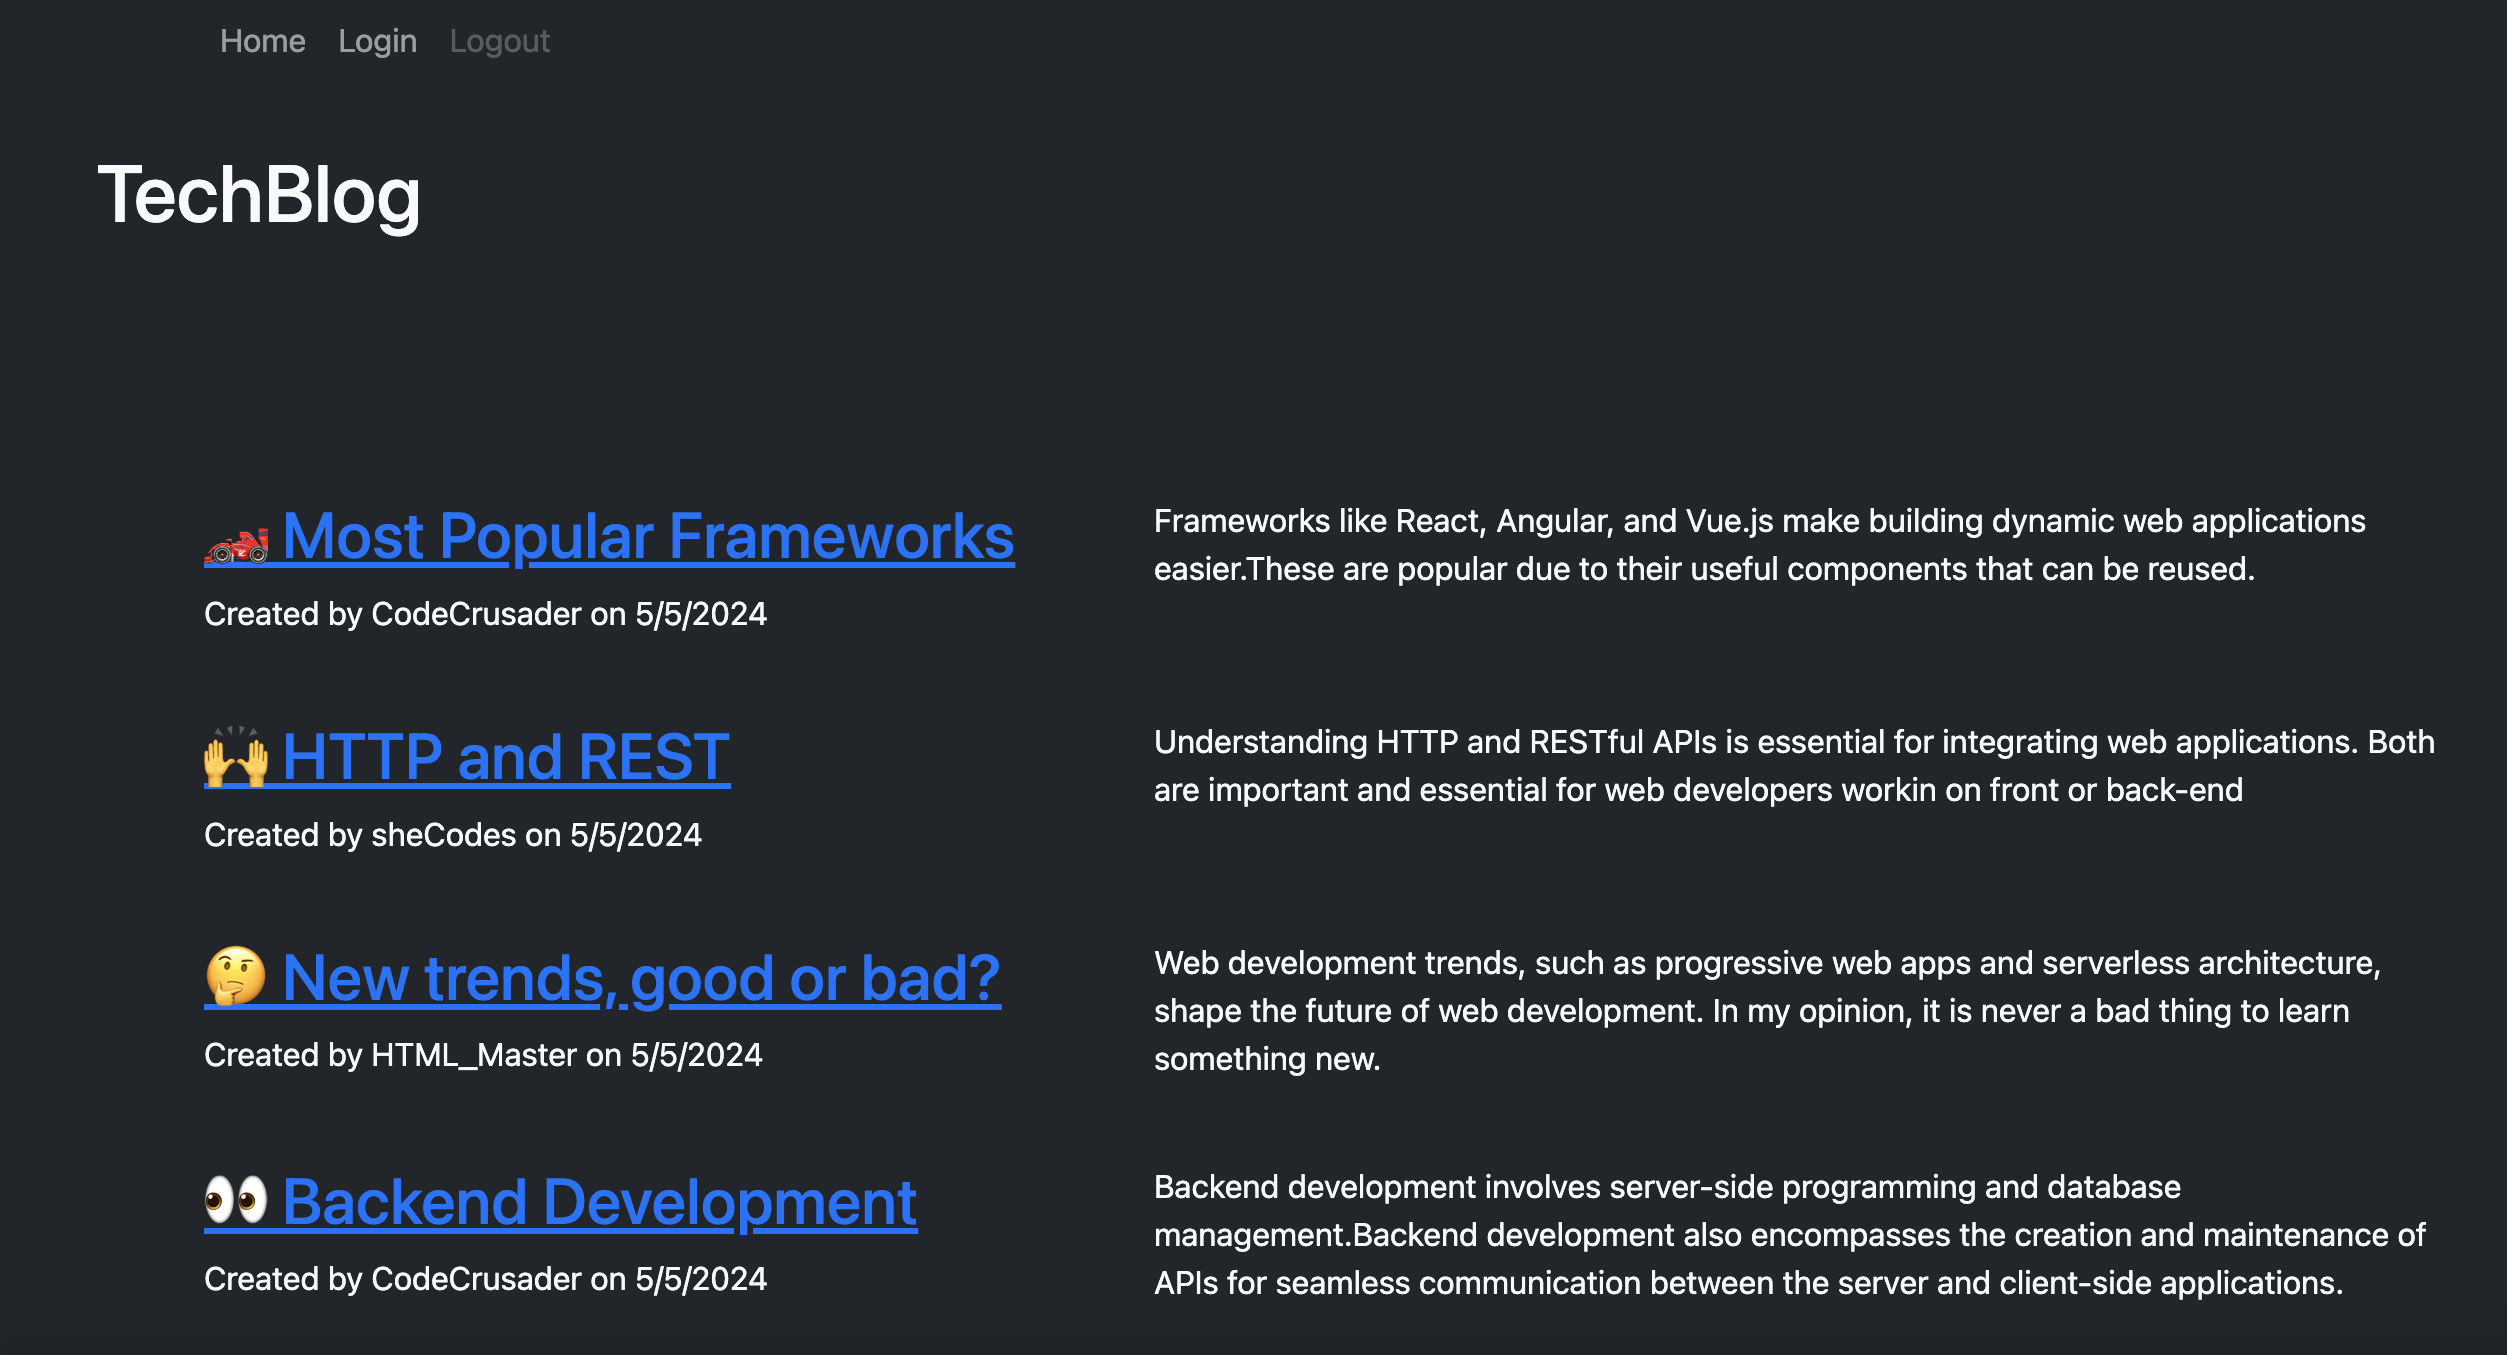 Home Login Logout
TechBlog
🏎️ Most Popular Frameworks
Created by CodeCrusader on 5/5/2024
Frameworks like React, Angular, and Vue.js make building dynamic web applications
easier.These are popular due to their useful components that can be reused.
🙌 HTTP and REST
Created by sheCodes on 5/5/2024
Understanding HTTP and RESTful APIs is essential for integrating web applications. Both
are important and essential for web developers workin on front or back-end
🤔 New trends, good or bad?
Created by HTML_Master on 5/5/2024
Web development trends, such as progressive web apps and serverless architecture,
shape the future of web development. In my opinion, it is never a bad thing to learn
something new.
👀 Backend Development
Created by CodeCrusader on 5/5/2024
Backend development involves server-side programming and database
management.Backend development also encompasses the creation and maintenance of
APIs for seamless communication between the server and client-side applications.